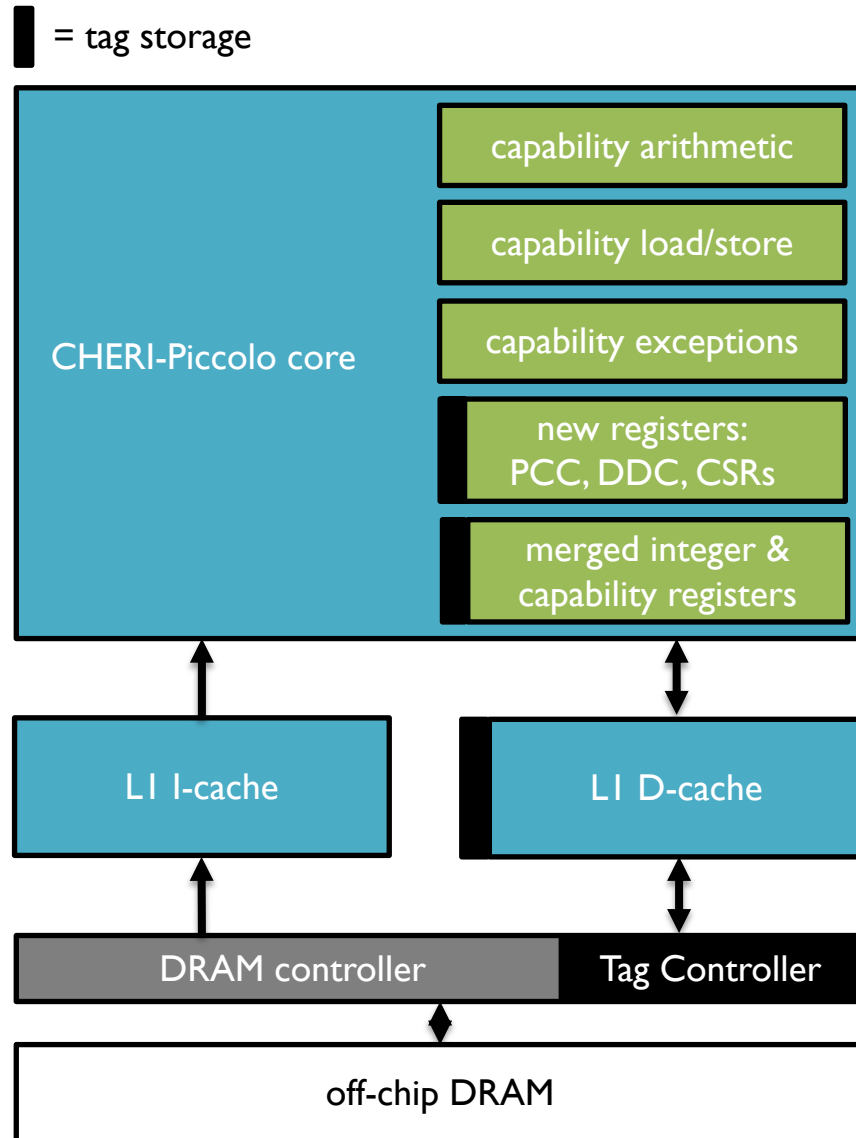 = tag storage
capability arithmetic
capability load/store
CHERI-Piccolo core
capability exceptions
new registers:
PCC, DDC, CSRs
merged integer &
capability registers
L1 I-cache
L1 D-cache
DRAM controller
Tag Controller
off-chip DRAM